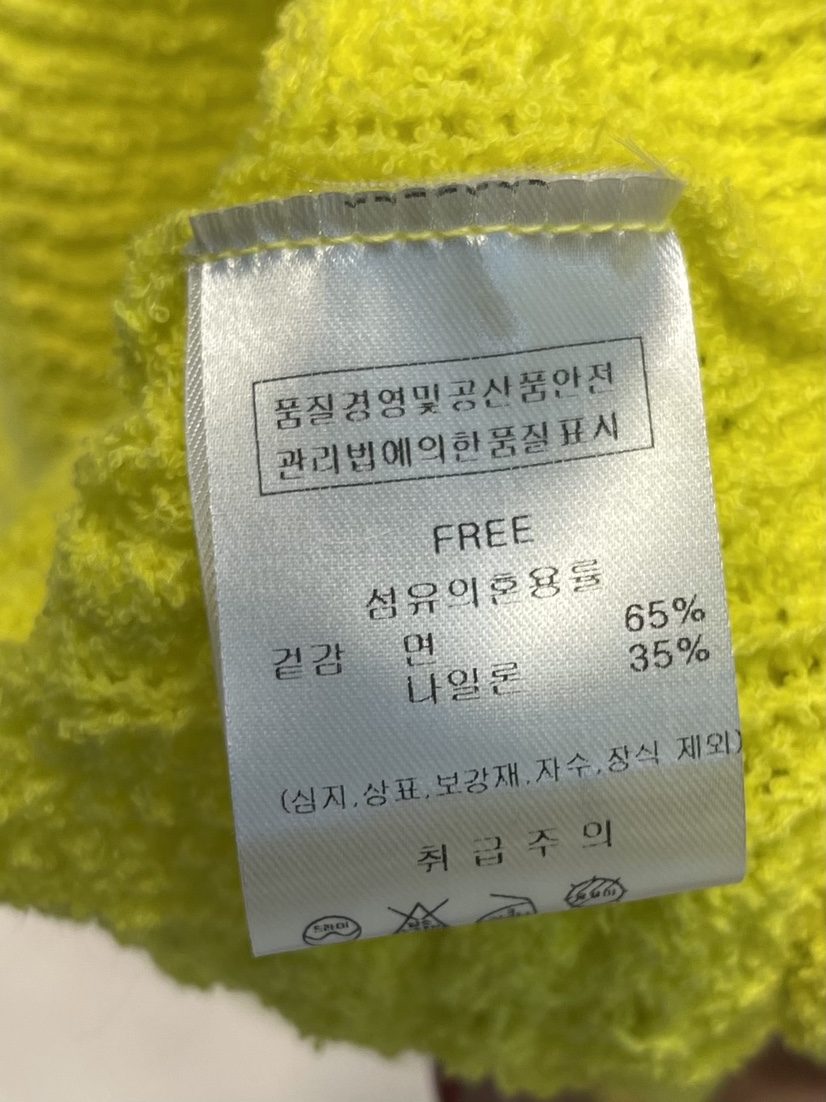 품질경영및공산품안전
관리법에의한품질표시
FREE
섬유의혼용률
겉감 면 65%
나일론 35%
(심지,상표,보강재,자수,장식 제외)
취급주의
드라이